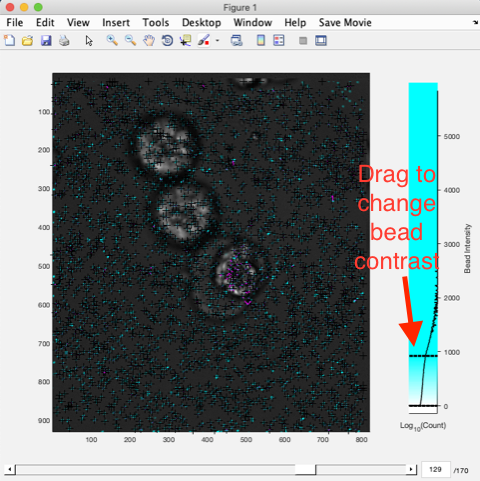 Figure 1
File Edit View Insert Tools Desktop Window Help Save Movie
100
200
300
400
500
600
700
800
900
100 200 300 400 500 600 700 800
Drag to
change
bead
contrast
5000
4000
3000
2000
1000
0
Bead Intensity
Log10(Count)
129 /170